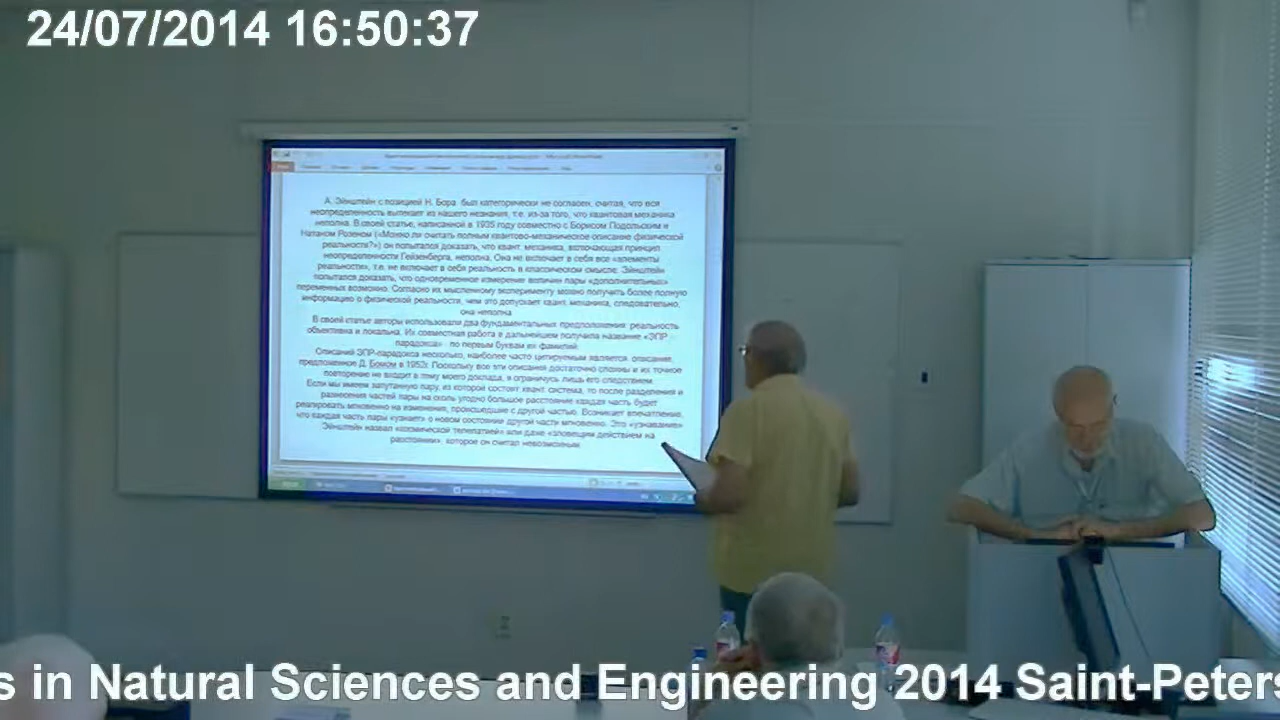 24/07/2014 16:50:37
А. Эйнштейн с позицией Н. Бора был категорически не согласен, считая, что вся
неопределенность вытекает из нашего незнания, т.е. из-за того, что квантовая механика
неполна. В своей статье, написанной в 1935 году совместно с Борисом Подольским и
Натаном Розеном («Можно ли считать полным квантово-механическое описание физической
реальности?») он попытался доказать, что квант. механика, включающая принцип
неопределенности Гейзенберга, неполна. Она не включает в себя все «элементы
реальности», т.е. не включает в себя реальность в классическом смысле. Эйнштейн
попытался доказать, что одновременное измерение величин пары «дополнительных»
переменных возможно. Согласно их мысленному эксперименту можно получить более полную
информацию о физической реальности, чем это допускает квант. механика, следовательно,
она неполна
В своей статье авторы использовали два фундаментальных предположения: реальность
объективна и локальна. Их совместная работа в дальнейшем получила название «ЭПР
парадокса» - по первым буквам их фамилий.
Описаний ЭПР-парадокса несколько, наиболее часто цитируемым является описание,
предложенное Д. Бомом в 1952г. Поскольку все эти описания достаточно сложны и их точное
повторение не входит в тему моего доклада, я ограничусь лишь его следствием.
Если мы имеем запутанную пару, из которой состоит квант. система, то после разделения и
разнесения частей пары на сколь угодно большое расстояние каждая часть будет
реагировать мгновенно на изменения, происшедшие с другой частью. Возникает впечатление,
что каждая часть пары «узнает» о новом состоянии другой части мгновенно. Это «узнавание»
Эйнштейн назвал «космической телепатией» или даже «зловещим действием на
расстоянии», которое он считал невозможным.
s in Natural Sciences and Engineering 2014 Saint-Peters